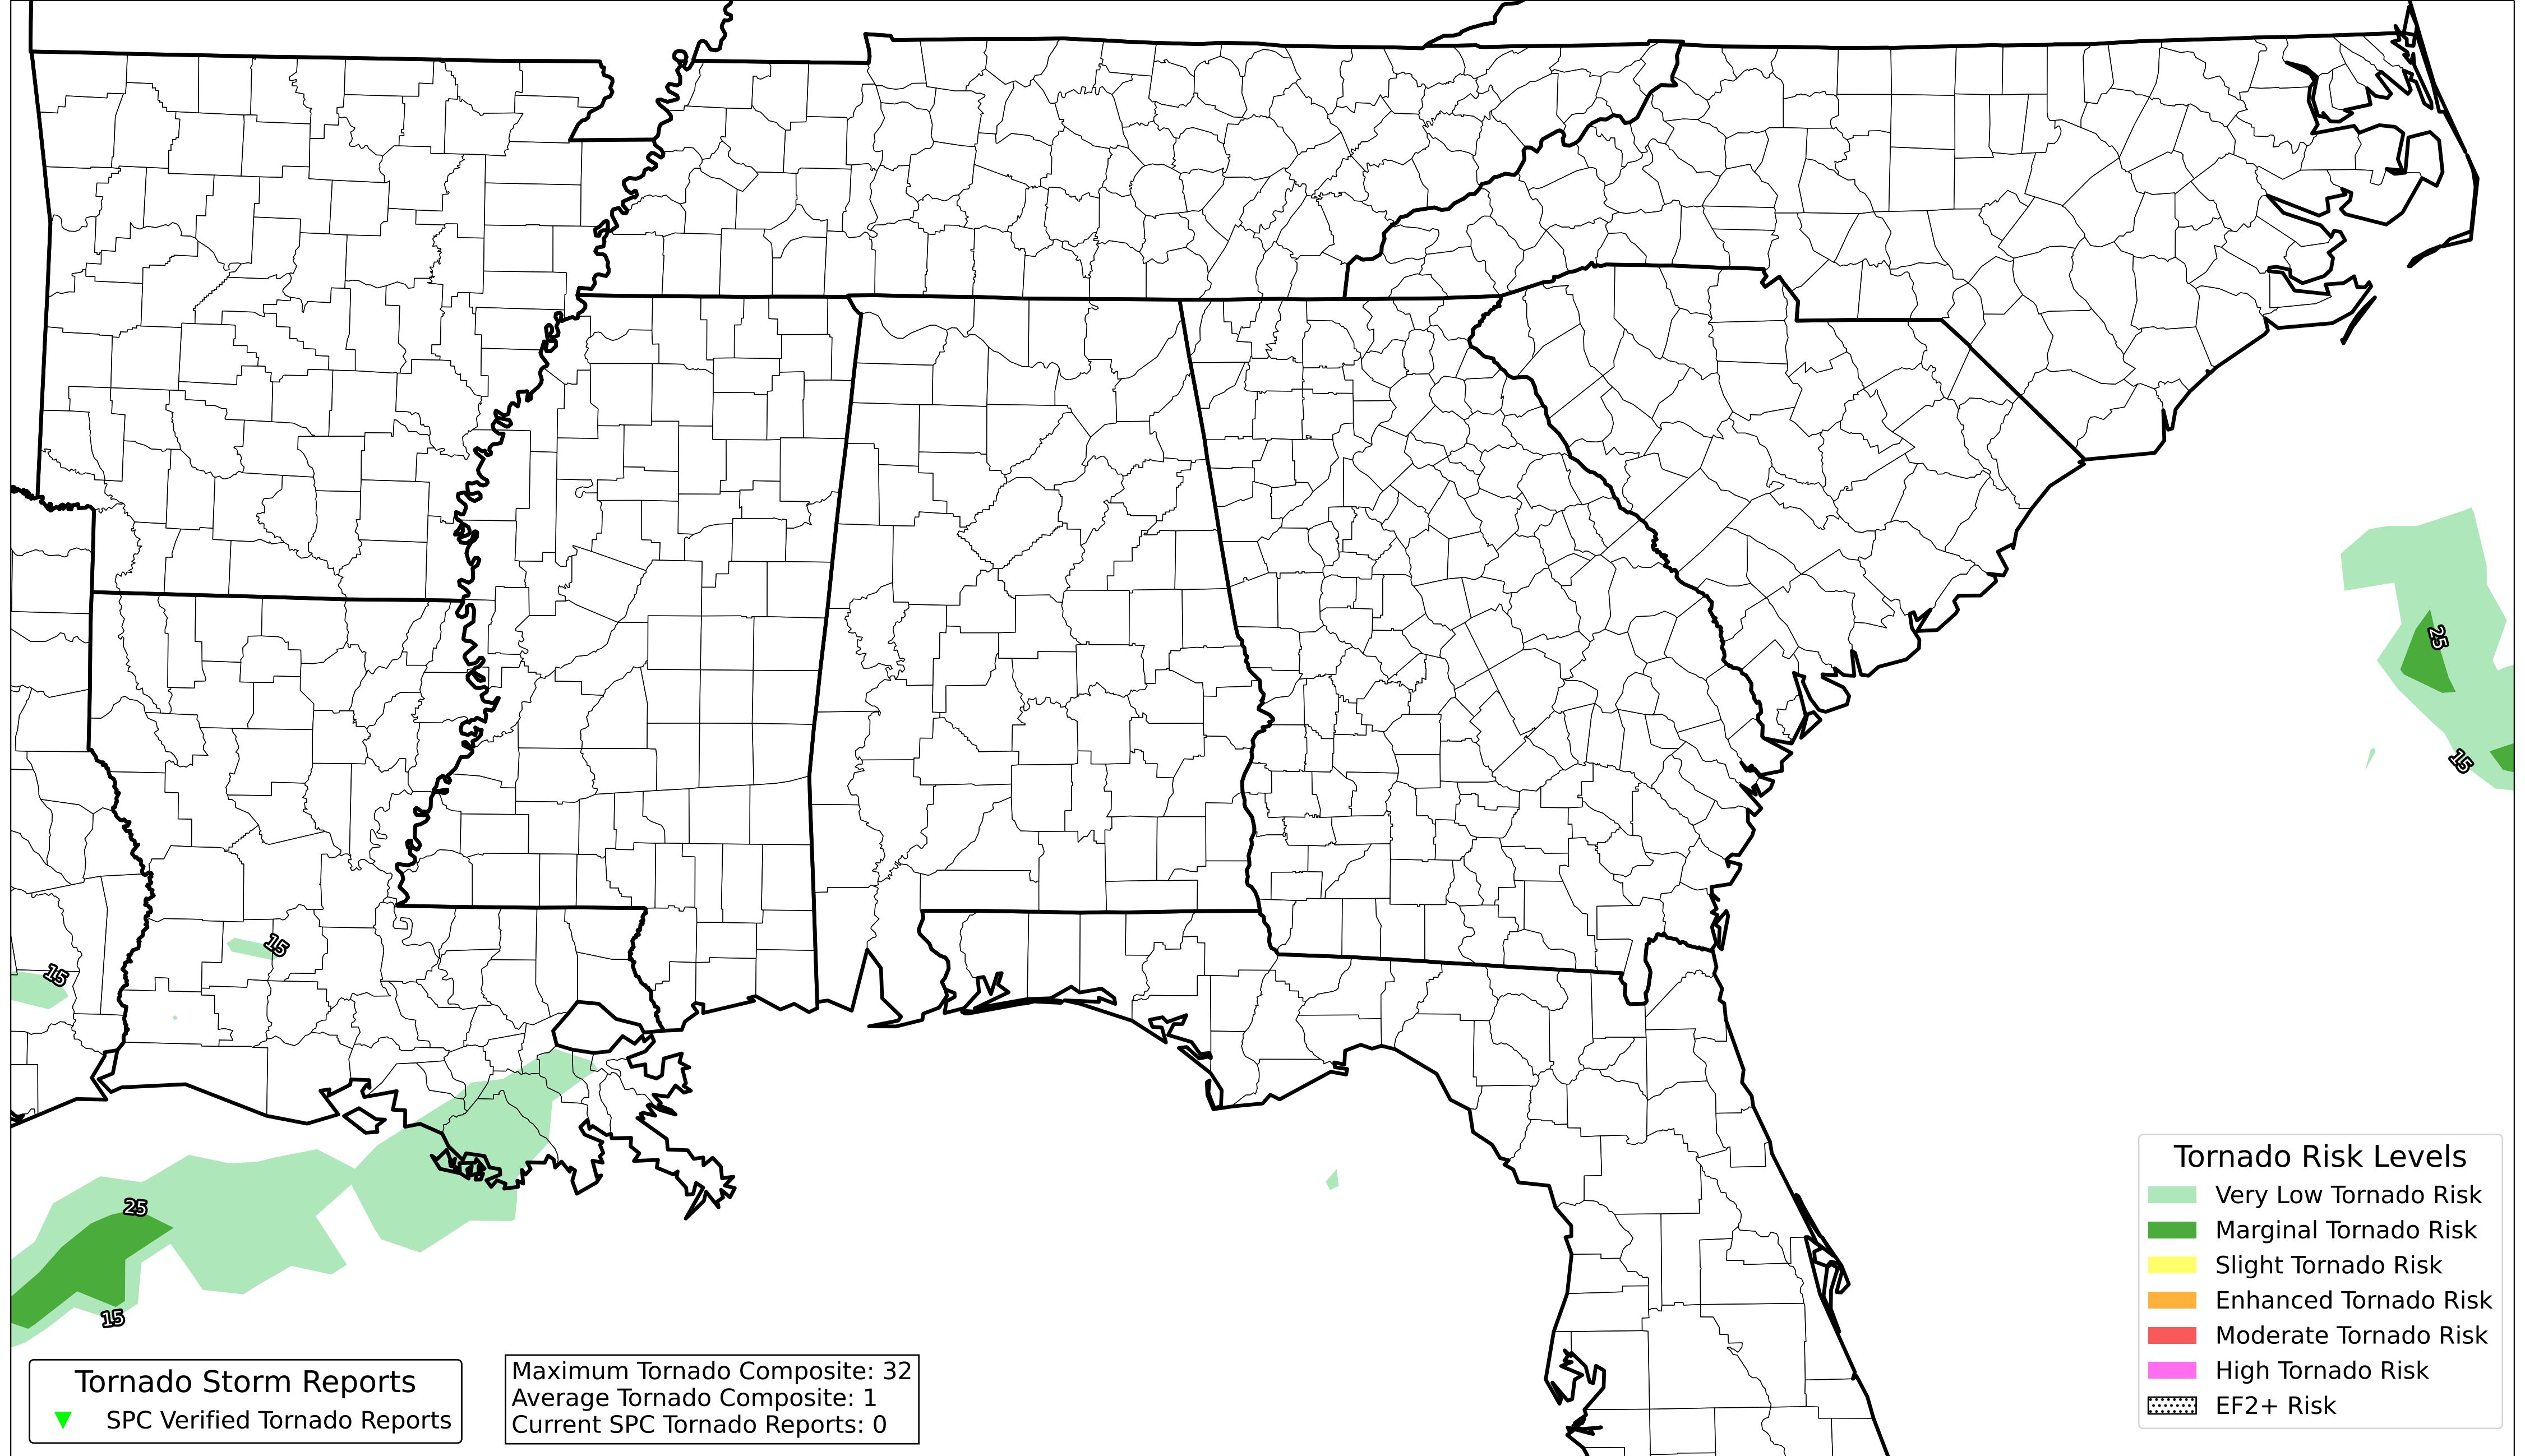 25
15
15
15
25
15
Tornado Risk Levels
Very Low Tornado Risk
Marginal Tornado Risk
Slight Tornado Risk
Enhanced Tornado Risk
Moderate Tornado Risk
High Tornado Risk
EF2+ Risk
Tornado Storm Reports
SPC Verified Tornado Reports
Maximum Tornado Composite: 32
Average Tornado Composite: 1
Current SPC Tornado Reports: 0